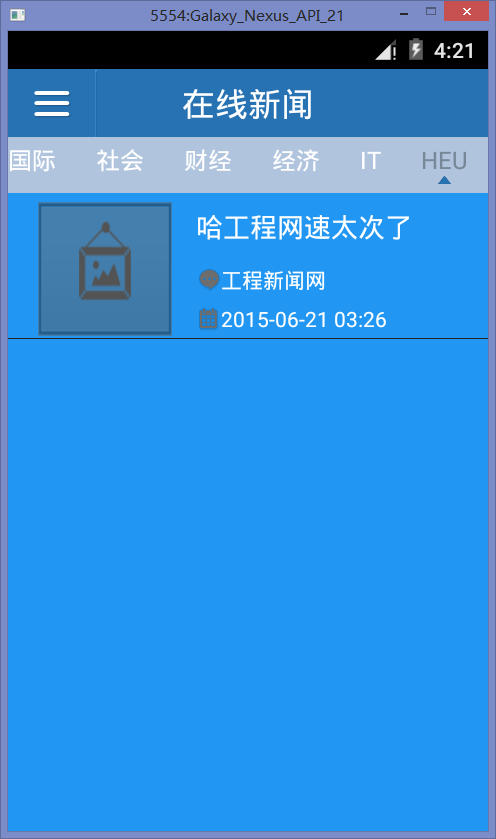 5554:Galaxy_Nexus_API_21
4:21
在线新闻
国际 社会 财经 经济 IT HEU
哈工程网速太次了
工程新闻网
2015-06-21 03:26